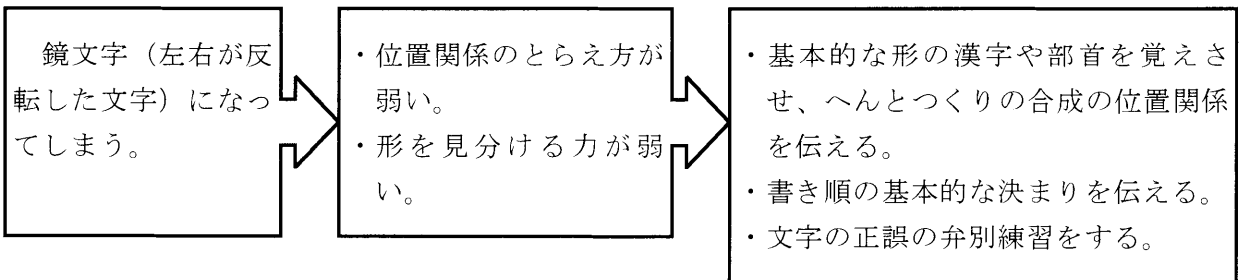 鏡文字（左右が反
転した文字）になっ
てしまう。
・位置関係のとらえ方が
弱い。
・形を見分ける力が弱
い。
・基本的な形の漢字や部首を覚えさ
せ、へんとつくりの合成の位置関係
を伝える。
・書き順の基本的な決まりを伝える。
・文字の正誤の弁別練習をする。